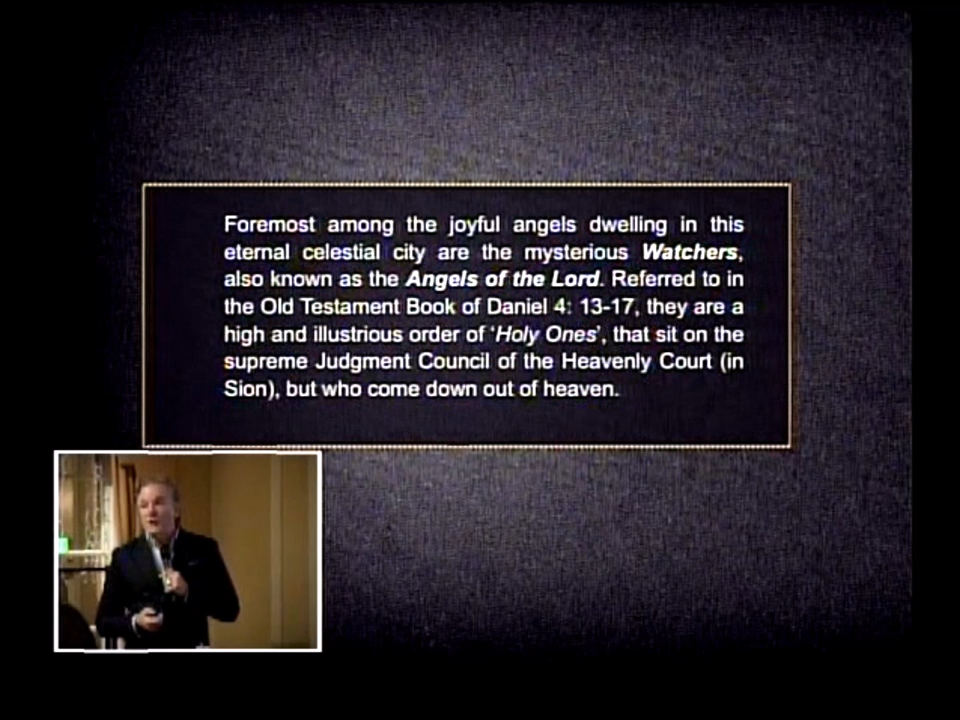 Foremost among the joyful angels dwelling in this
eternal celestial city are the mysterious Watchers,
also known as the Angels of the Lord. Referred to in
the Old Testament Book of Daniel 4: 13-17, they are a
high and illustrious order of ‘Holy Ones’, that sit on the
supreme Judgment Council of the Heavenly Court (in
Sion), but who come down out of heaven.